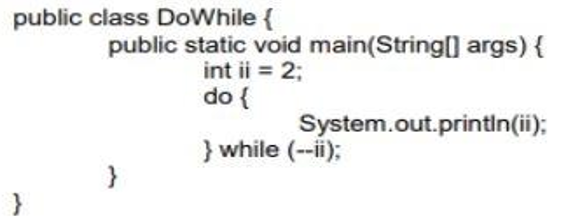 public class DoWhile {
public static void main(String[] args) {
int ii = 2;
do {
System.out.println(ii);
} while (--ii);
}
}